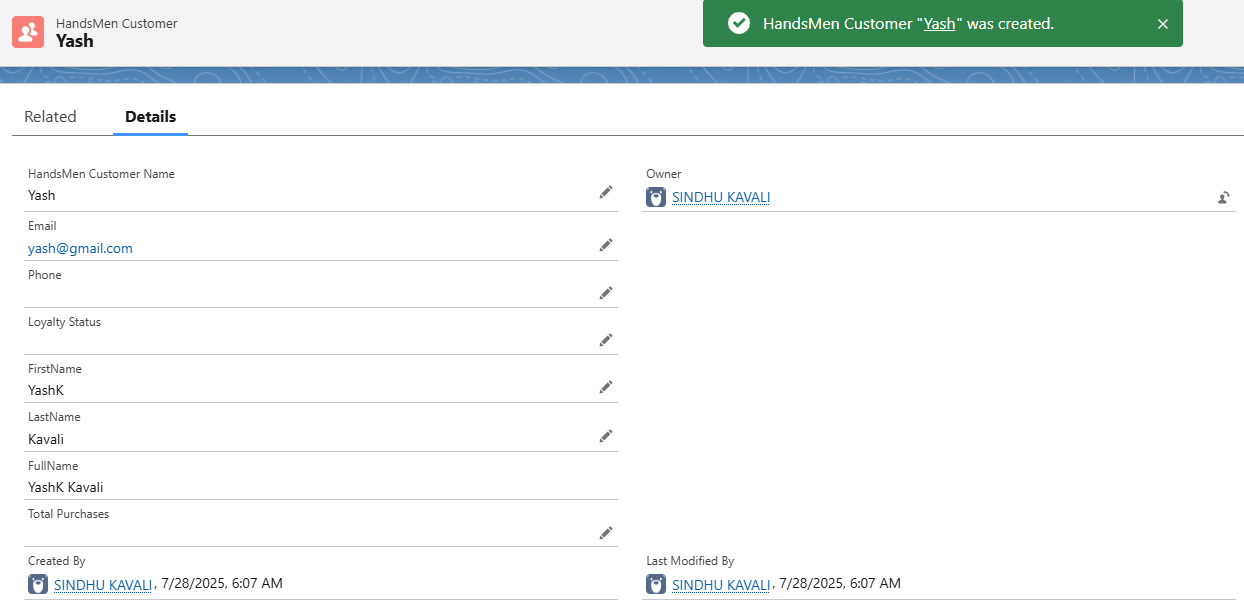 HandsMen Customer
Yash
HandsMen Customer "Yash" was created.
Related
Details
HandsMen Customer Name
Yash
Owner
SINDHU KAVALI
Email
yash@gmail.com
Phone
Loyalty Status
FirstName
YashK
LastName
Kavali
FullName
YashK Kavali
Total Purchases
Created By
SINDHU KAVALI, 7/28/2025, 6:07 AM
Last Modified By
SINDHU KAVALI, 7/28/2025, 6:07 AM